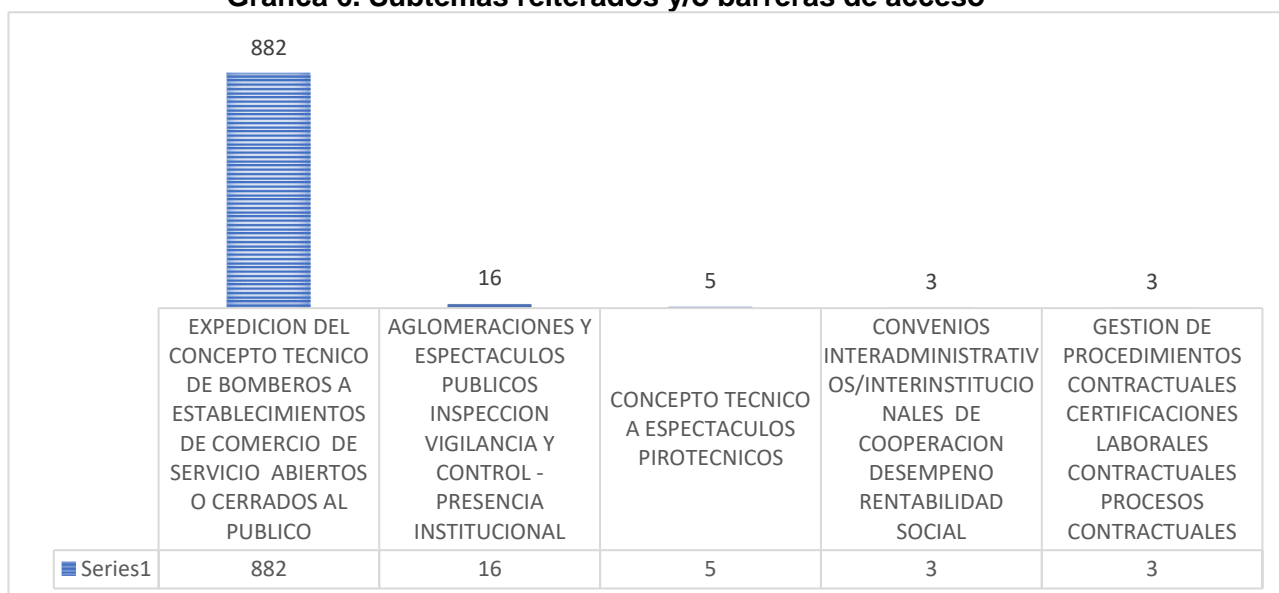 Gráfica 6. Subtemas reiterados y/o barreras de acceso
882
16
5
3
3
EXPEDICION DEL
CONCEPTO TECNICO
DE BOMBEROS A
ESTABLECIMIENTOS
DE COMERCIO DE
SERVICIO ABIERTOS
O CERRADOS AL
PUBLICO
AGLOMERACIONES Y
ESPECTACULOS
PUBLICOS
INSPECCION
VIGILANCIA Y
CONTROL -
PRESENCIA
INSTITUCIONAL
CONCEPTO TECNICO
A ESPECTACULOS
PIROTECNICOS
CONVENIOS
INTERADMINISTRATIV
OS/INTERINSTITUCIO
NALES DE
COOPERACION
DESEMPENO
RENTABILIDAD
SOCIAL
GESTION DE
PROCEDIMIENTOS
CONTRACTUALES
CERTIFICACIONES
LABORALES
CONTRACTUALES
PROCESOS
CONTRACTUALES
Series1 882 16 5 3 3